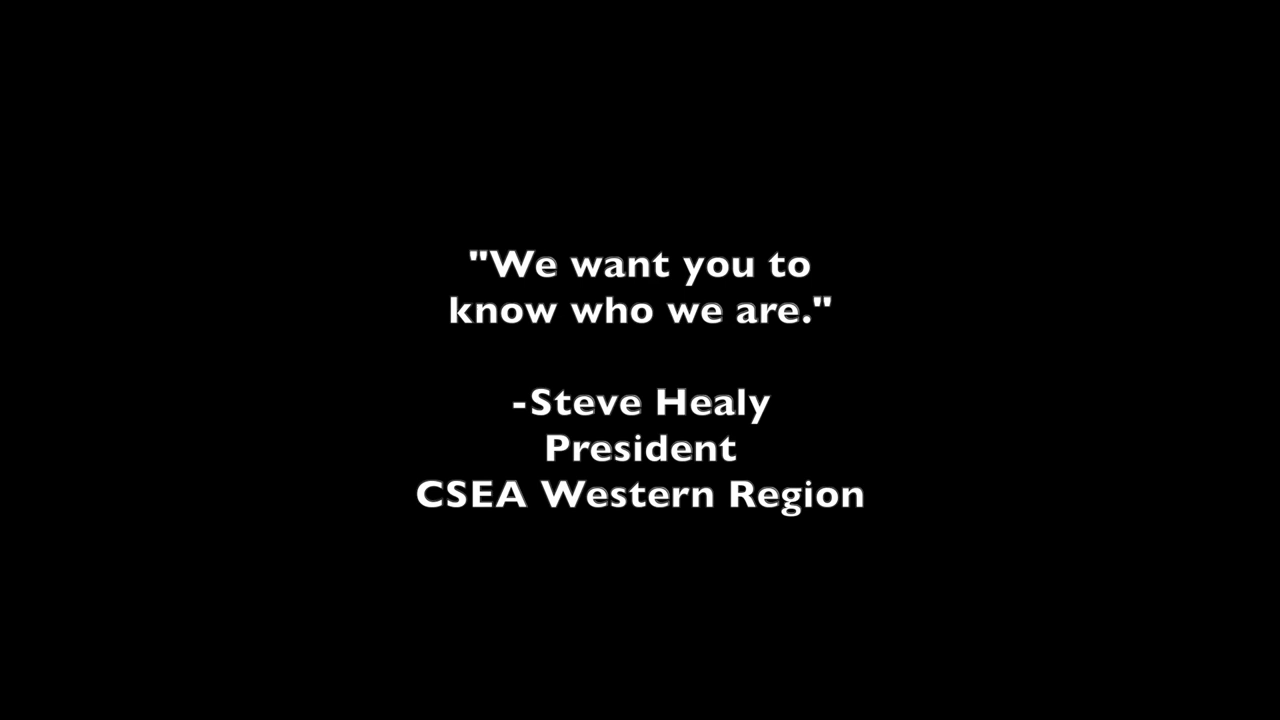 "We want you to
know who we are."
-Steve Healy
President
CSEA Western Region